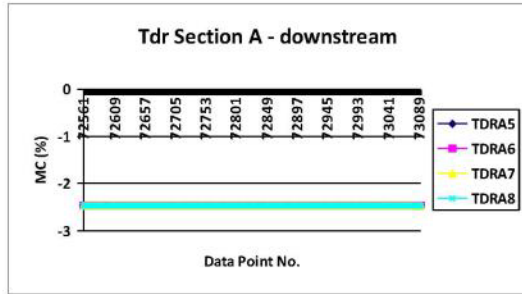 Tdr Section A - downstream
0
-1
-2
-3
MC (%)
72561
72609
72657
72705
72753
72801
72849
72897
72945
72993
73041
73089
Data Point No.
TDRA5
TDRA6
TDRA7
TDRA8